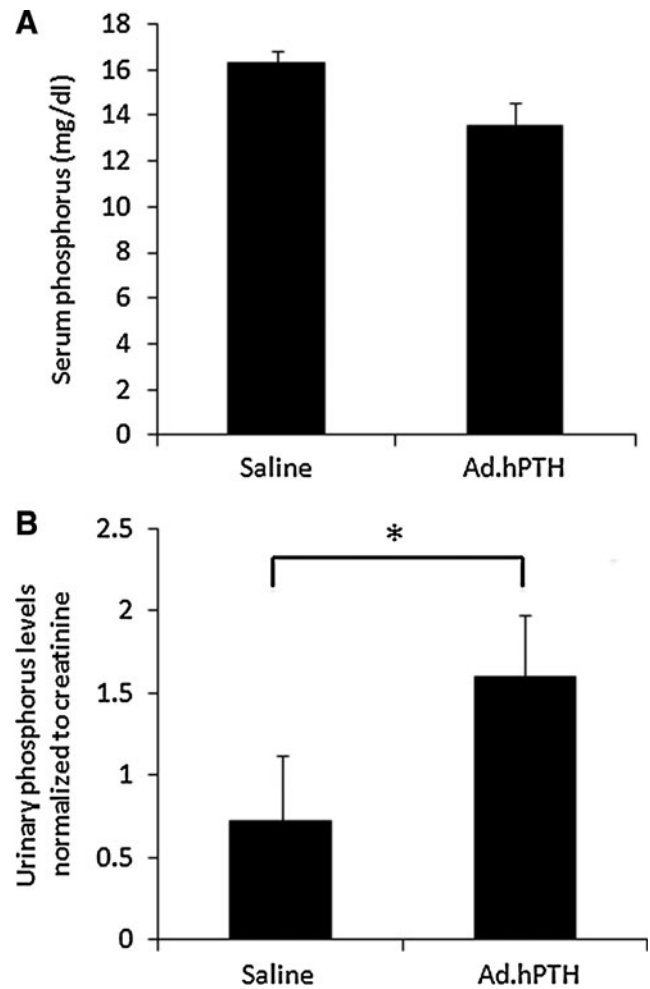 A
Serum phosphorus (mg/dl)
18
16
14
12
10
8
6
4
2
0
Saline
Ad.hPTH
B
Urinary phosphorus levels
normalized to creatinine
2.5
2
1.5
1
0.5
0
*
Saline
Ad.hPTH